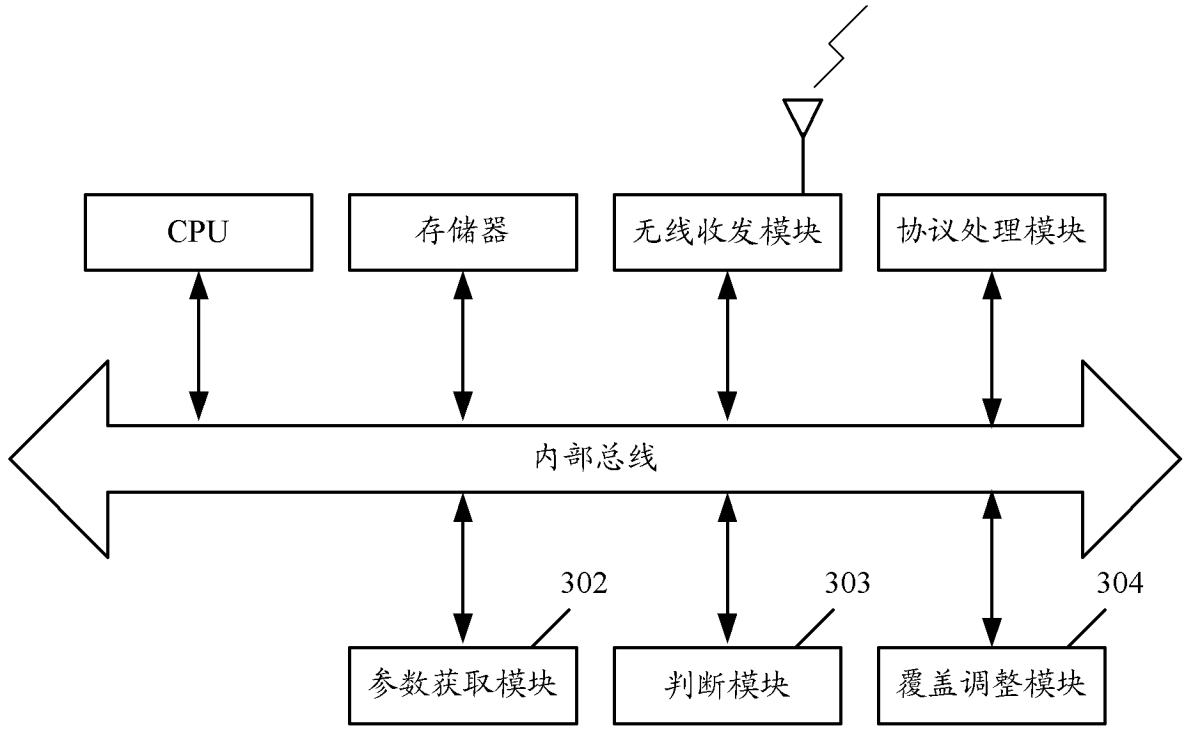 CPU
存储器
无线收发模块
协议处理模块
内部总线
302
303
304
参数获取模块
判断模块
覆盖调整模块